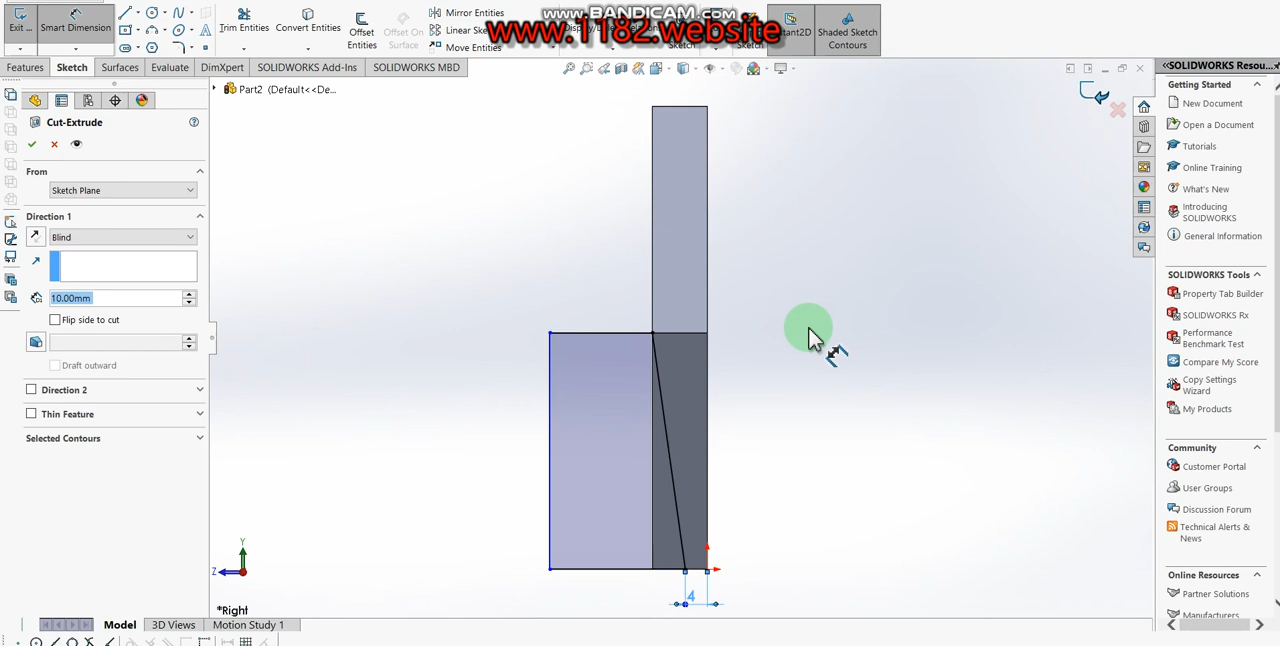 www.BANDICAM.com
www.1182.website
Exit ...
Smart Dimension
Trim Entities
Convert Entities
Offset
Entities
Offset On
Surface
Mirror Entities
Linear Sk
Move Entities
Sketch
Instant2D
Shaded Sketch
Contours
Features
Sketch
Surfaces
Evaluate
DimXpert
SOLIDWORKS Add-Ins
SOLIDWORKS MBD
Part2 (Default<<De...
Cut-Extrude
From
Sketch Plane
Direction 1
Blind
10.00mm
Flip side to cut
Draft outward
Direction 2
Thin Feature
Selected Contours
4
Y
Z
*Right
Model
3D Views
Motion Study 1
SOLIDWORKS Resou...
Getting Started
New Document
Open a Document
Tutorials
Online Training
What's New
Introducing
SOLIDWORKS
General Information
SOLIDWORKS Tools
Property Tab Builder
SOLIDWORKS Rx
Performance
Benchmark Test
Compare My Score
Copy Settings
Wizard
My Products
Community
Customer Portal
User Groups
Discussion Forum
Technical Alerts &
News
Online Resources
Partner Solutions
Manufacturers